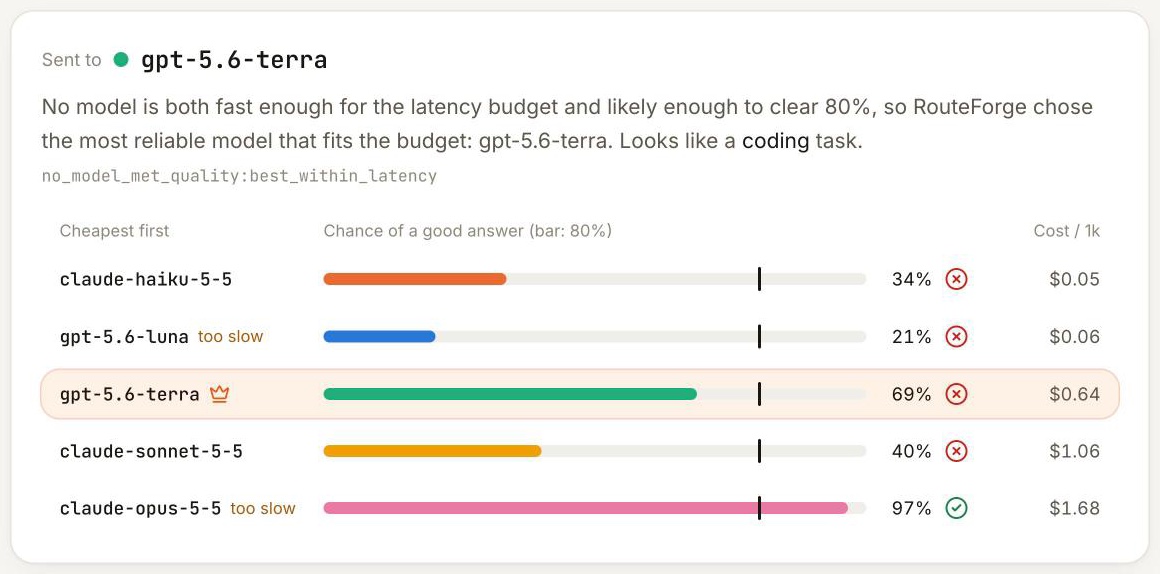 Sent to gpt-5.6-terra
No model is both fast enough for the latency budget and likely enough to clear 80%, so RouteForge chose
the most reliable model that fits the budget: gpt-5.6-terra. Looks like a coding task.
no_model_met_quality:best_within_latency
Cheapest first Chance of a good answer (bar: 80%) Cost / 1k
claude-haiku-5-5 34% $0.05
gpt-5.6-luna too slow 21% $0.06
gpt-5.6-terra 69% $0.64
claude-sonnet-5-5 40% $1.06
claude-opus-5-5 too slow 97% $1.68